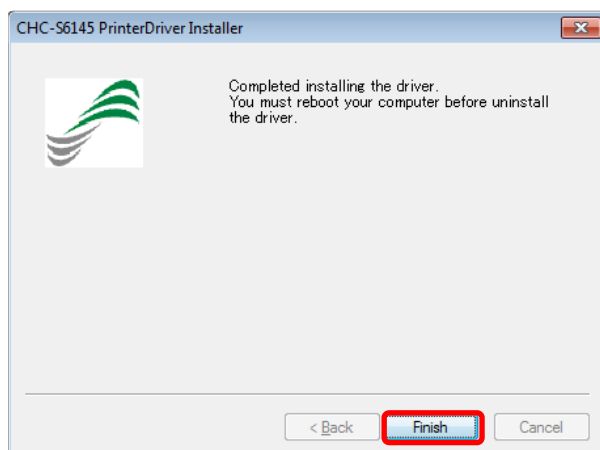 CHC-S6145 PrinterDriver Installer
Completed installing the driver.
You must reboot your computer before uninstall
the driver.
< Back
Finish
Cancel